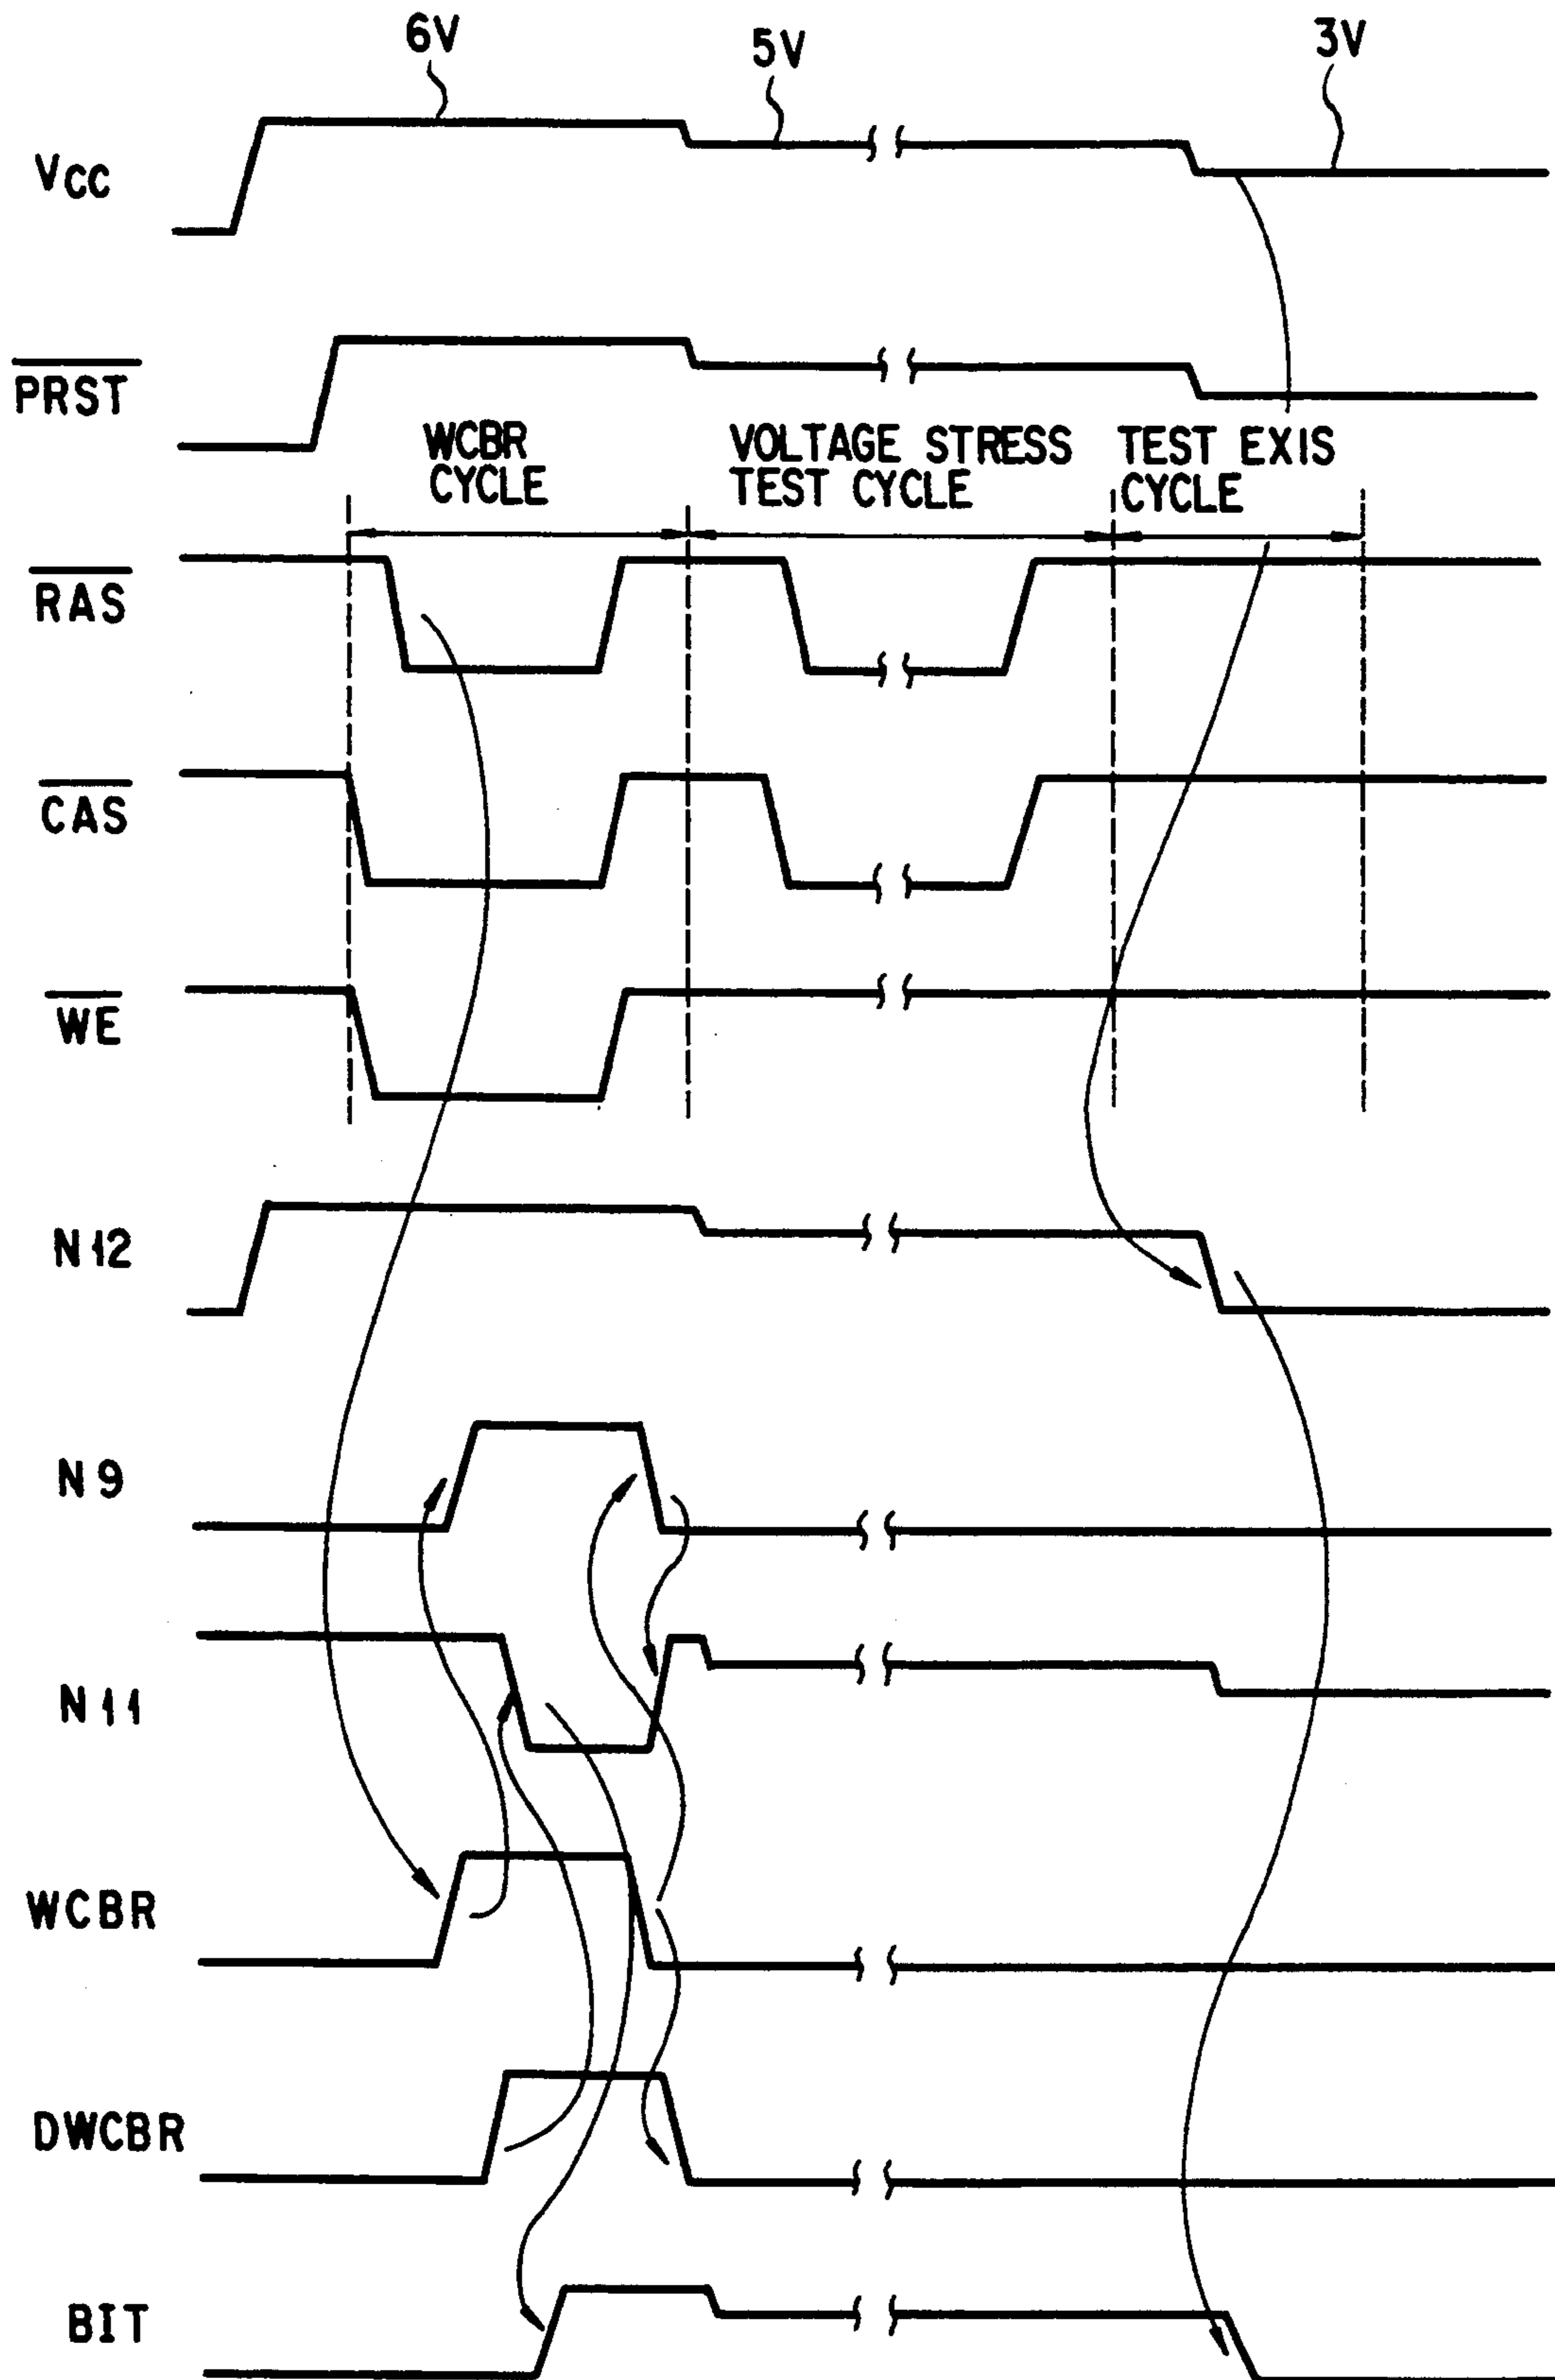 6V
5V
3V
VCC
PRST
WCBR
CYCLE
VOLTAGE STRESS
TEST CYCLE
TEST EXIS
CYCLE
RAS
CAS
WE
N12
N9
N11
WCBR
DWCBR
BIT